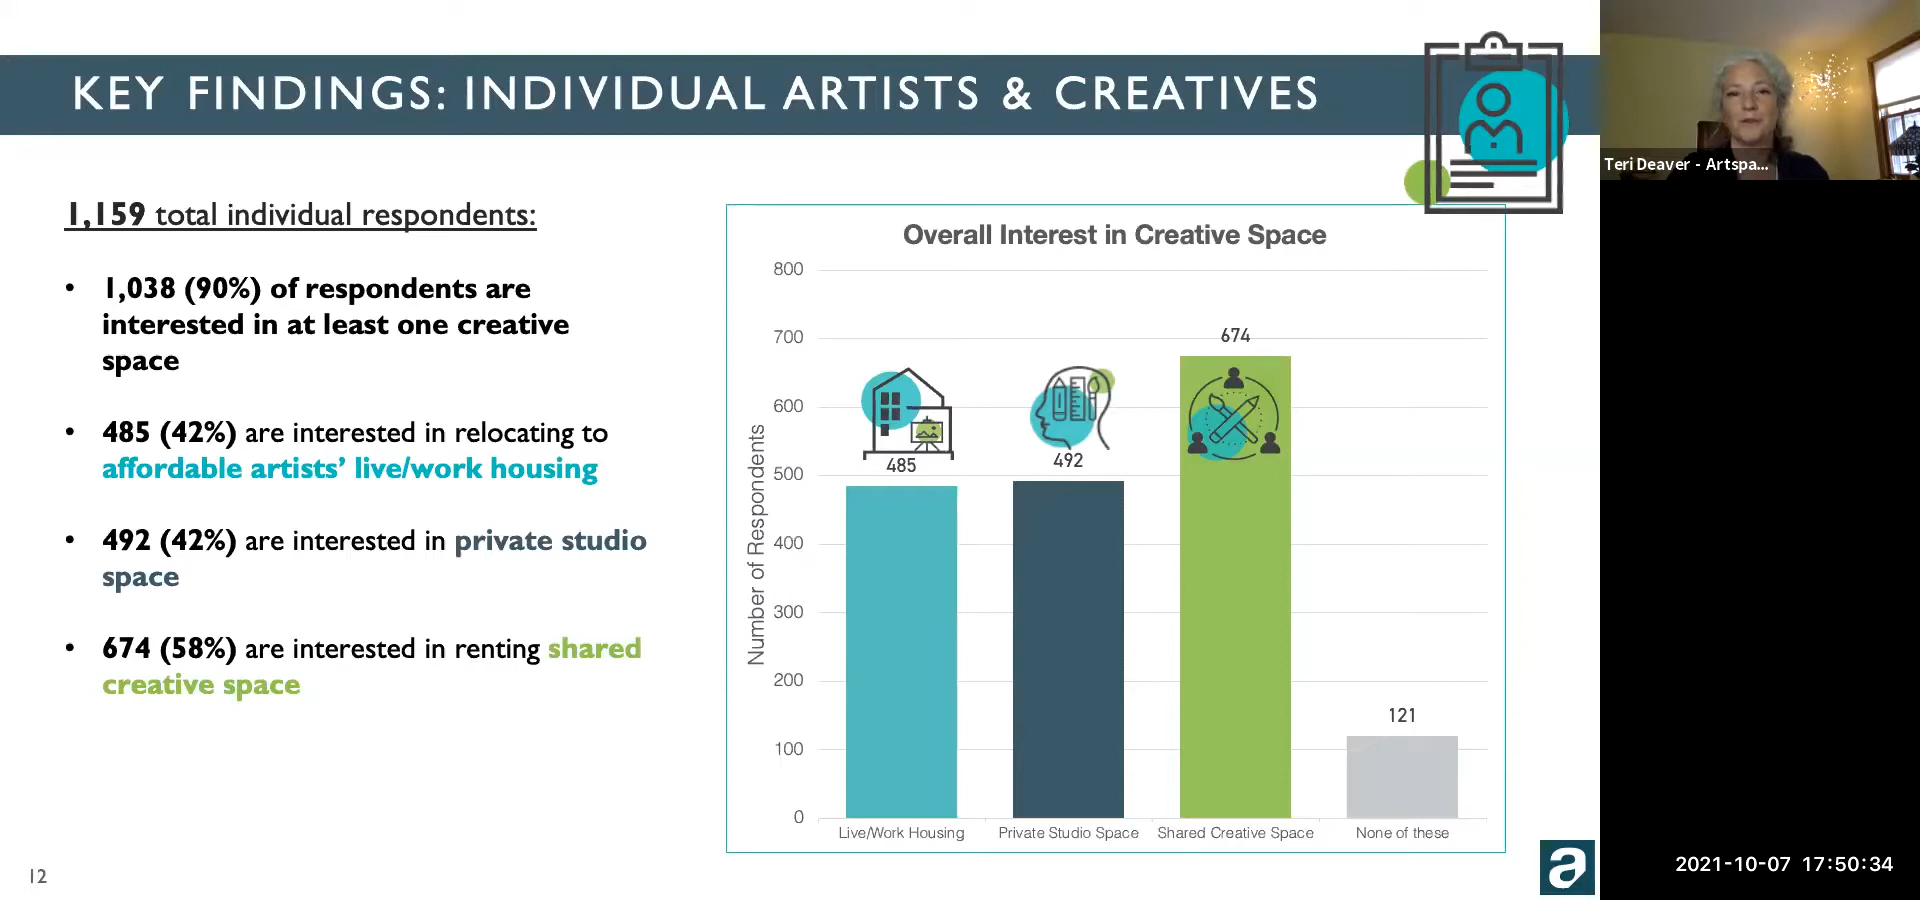 KEY FINDINGS: INDIVIDUAL ARTISTS & CREATIVES
Teri Deaver - Artspa...
1,159 total individual respondents:
• 1,038 (90%) of respondents are
interested in at least one creative
space
• 485 (42%) are interested in relocating to
affordable artists’ live/work housing
• 492 (42%) are interested in private studio
space
• 674 (58%) are interested in renting shared
creative space
Overall Interest in Creative Space
Number of Respondents
800
700
600
500
400
300
200
100
0
485
492
674
121
Live/Work Housing
Private Studio Space
Shared Creative Space
None of these
12
a
2021-10-07 17:50:34